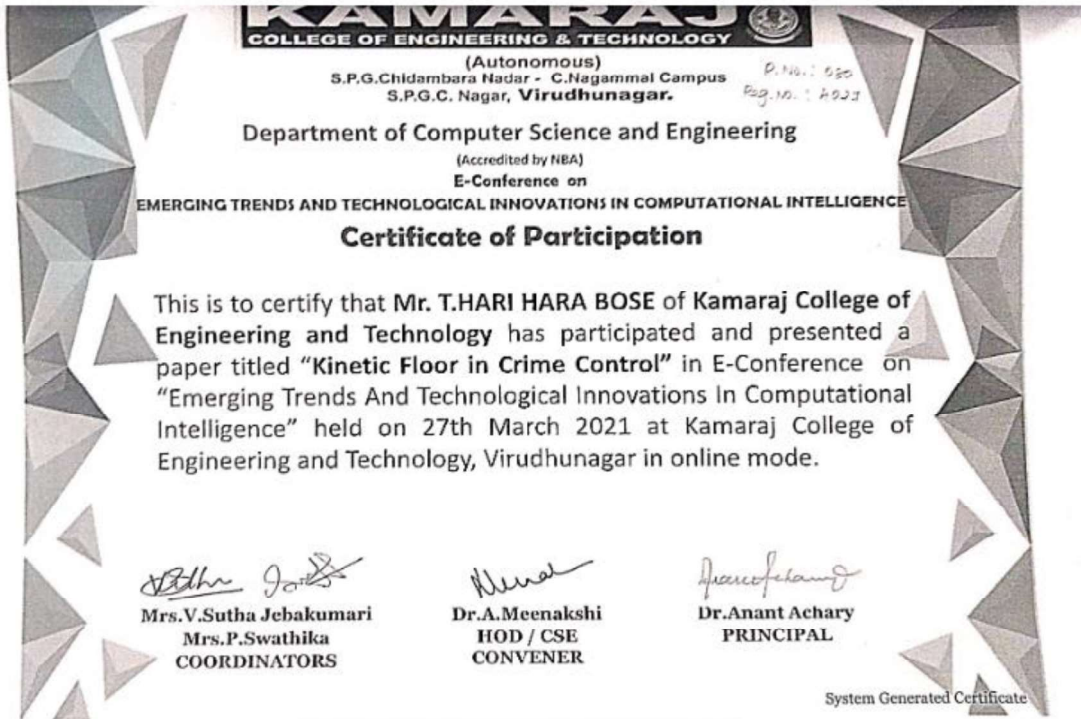 KAMARAJ
COLLEGE OF ENGINEERING & TECHNOLOGY
(Autonomous)
S.P.G.Chidambara Nadar - C.Nagammal Campus
S.P.G.C. Nagar, Virudhunagar.
P.No.:
Reg.No.:
Department of Computer Science and Engineering
(Accredited by NBA)
E-Conference on
EMERGING TRENDS AND TECHNOLOGICAL INNOVATIONS IN COMPUTATIONAL INTELLIGENCE
Certificate of Participation
This is to certify that Mr. T.HARI HARA BOSE of Kamaraj College of
Engineering and Technology has participated and presented a
paper titled “Kinetic Floor in Crime Control” in E-Conference on
“Emerging Trends And Technological Innovations In Computational
Intelligence” held on 27th March 2021 at Kamaraj College of
Engineering and Technology, Virudhunagar in online mode.
Mrs.V.Sutha Jebakumari
Mrs.P.Swathika
COORDINATORS
Dr.A.Meenakshi
HOD / CSE
CONVENER
Dr.Anant Achary
PRINCIPAL
System Generated Certificate